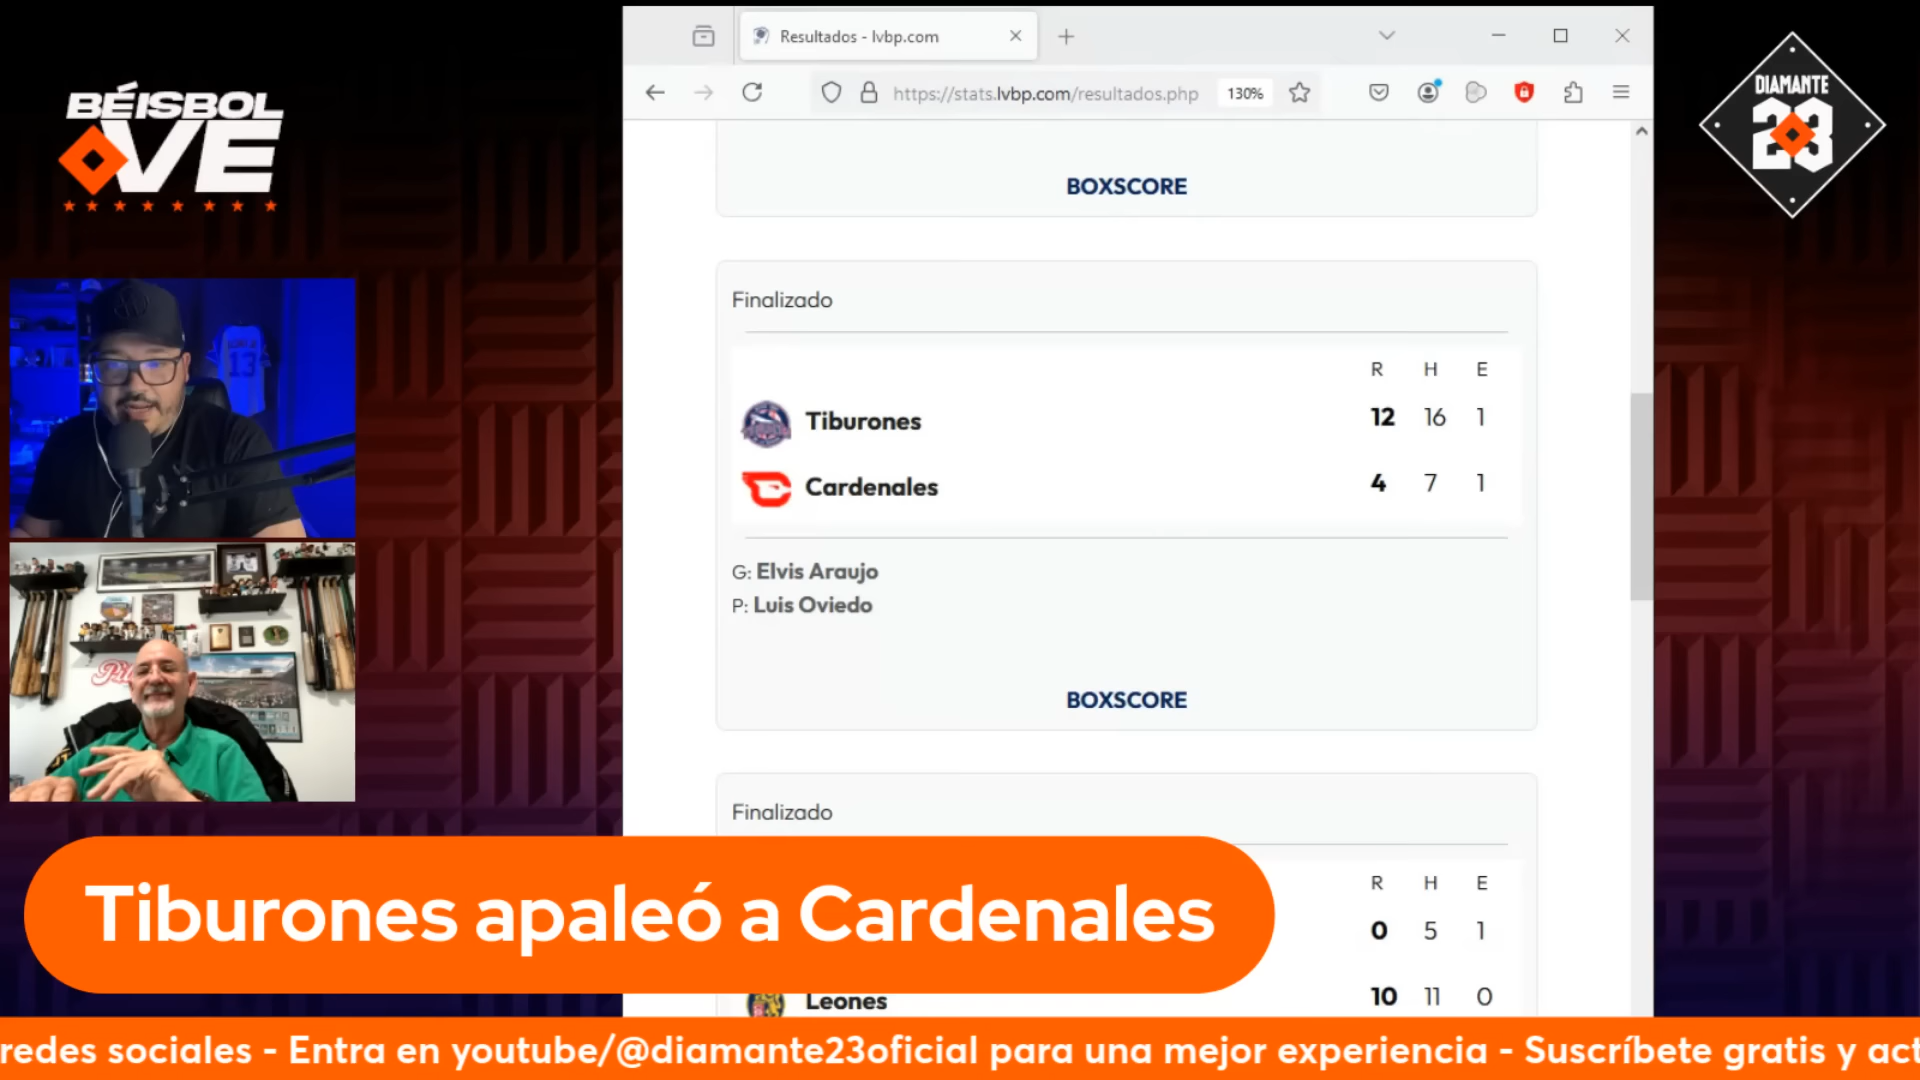 BÉISBOL
VE
Resultados - lvbp.com
https://stats.lvbp.com/resultados.php
130%
DIAMANTE
23
BOXSCORE
Finalizado
R H E
Tiburones 12 16 1
Cardenales 4 7 1
G: Elvis Araujo
P: Luis Oviedo
BOXSCORE
Finalizado
R H E
0 5 1
Leones 10 11 0
13
Tiburones apaleó a Cardenales
redes sociales - Entra en youtube/@diamante23oficial para una mejor experiencia - Suscríbete gratis y act